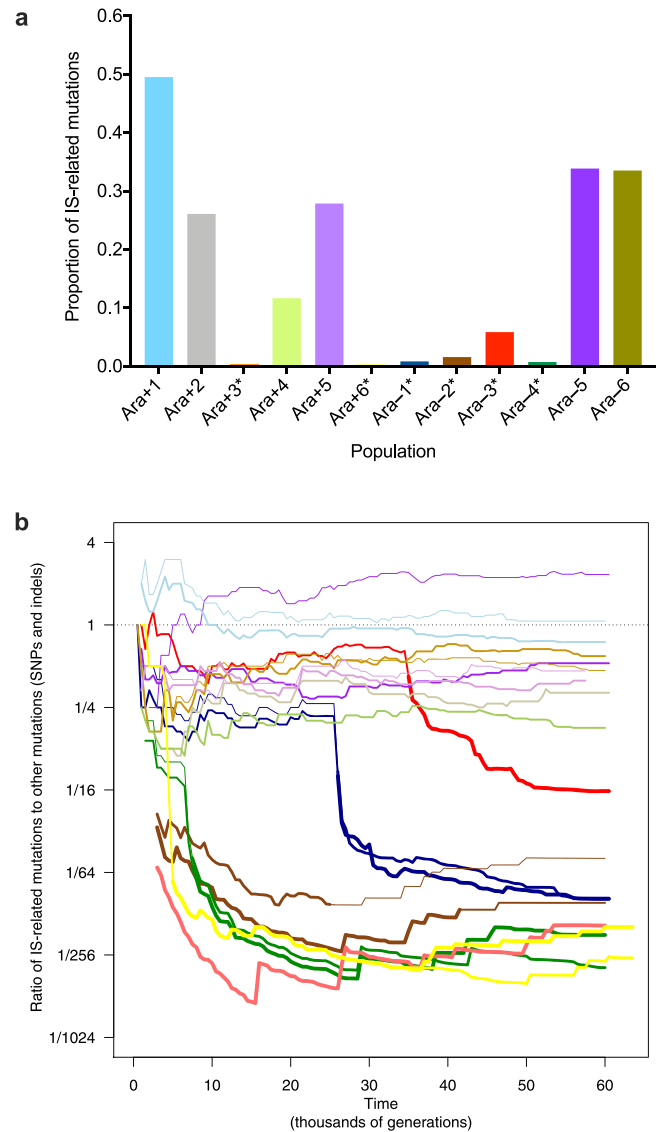 a
Proportion of IS-related mutations
0.6
0.5
0.4
0.3
0.2
0.1
0.0
Ara+1
Ara+2
Ara+3*
Ara+4
Ara+5
Ara+6*
Ara–1*
Ara–2*
Ara–3*
Ara–4*
Ara–5
Ara–6
Population
b
Ratio of IS-related mutations to other mutations (SNPs and indels)
4
1
1/4
1/16
1/64
1/256
1/1024
0
10
20
30
40
50
60
Time
(thousands of generations)